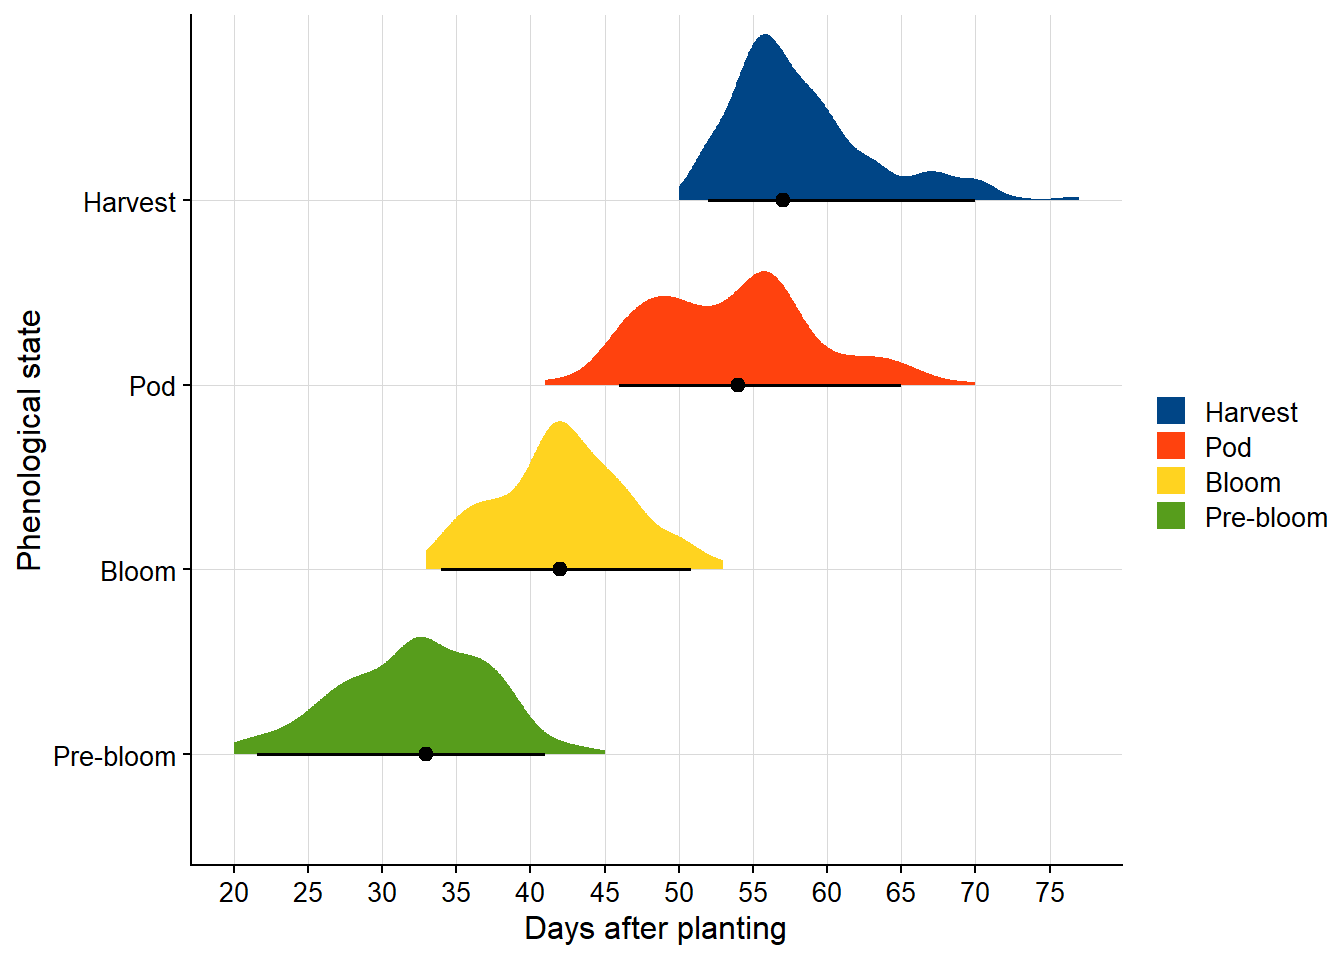 Phenological state
Harvest
Pod
Bloom
Pre-bloom
20 25 30 35 40 45 50 55 60 65 70 75
Days after planting
Harvest
Pod
Bloom
Pre-bloom